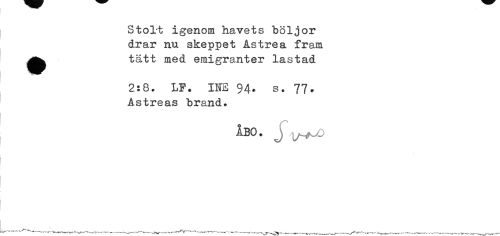 Stolt igenom havets böljor
drar nu skeppet Astrea fram
tätt med emigranter lastad
2:8. LF. INE 94. s. 77.
Astreas brand.
ÅBO. Svas